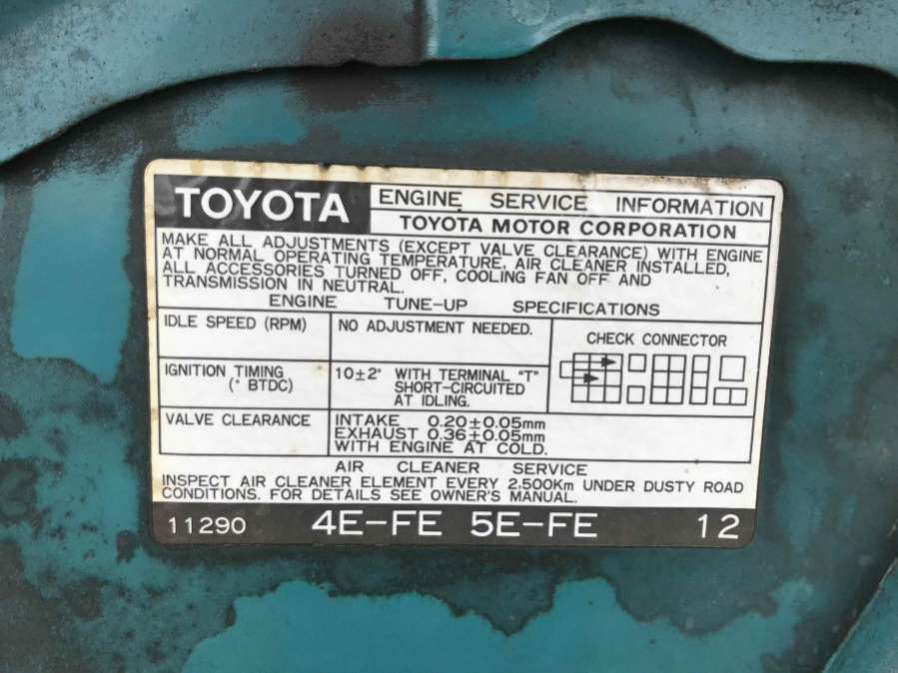 TOYOTA
ENGINE SERVICE INFORMATION
TOYOTA MOTOR CORPORATION
MAKE ALL ADJUSTMENTS (EXCEPT VALVE CLEARANCE) WITH ENGINE
AT NORMAL OPERATING TEMPERATURE, AIR CLEANER INSTALLED,
ALL ACCESSORIES TURNED OFF, COOLING FAN OFF AND
TRANSMISSION IN NEUTRAL.
ENGINE TUNE-UP SPECIFICATIONS
IDLE SPEED (RPM)
NO ADJUSTMENT NEEDED.
CHECK CONNECTOR
IGNITION TIMING
(° BTDC)
10±2° WITH TERMINAL "T"
SHORT-CIRCUITED
AT IDLING.
VALVE CLEARANCE
INTAKE 0.20±0.05mm
EXHAUST 0.36±0.05mm
WITH ENGINE AT COLD.
AIR CLEANER SERVICE
INSPECT AIR CLEANER ELEMENT EVERY 2,500Km UNDER DUSTY ROAD
CONDITIONS. FOR DETAILS SEE OWNER'S MANUAL.
11290 4E-FE 5E-FE 12